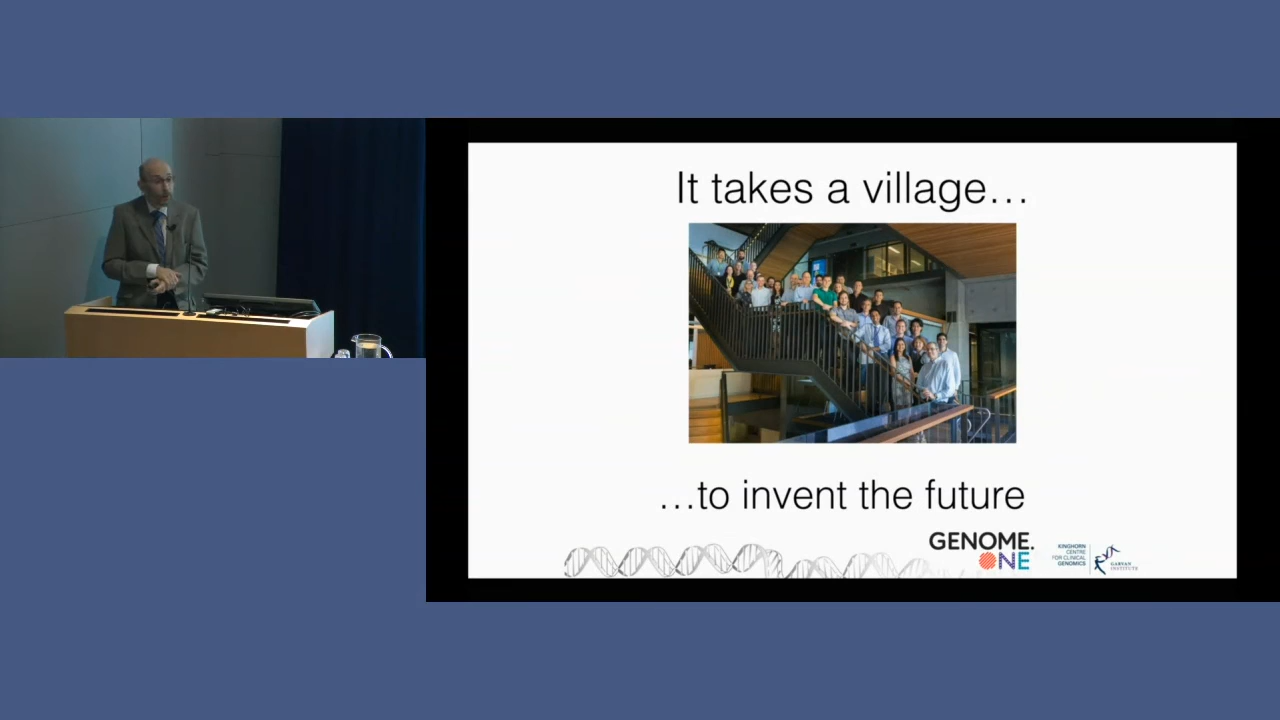 It takes a village...
...to invent the future
GENOME.
ONE
KINGHORN
CENTRE
FOR CLINICAL
GENOMICS
GARVAN
INSTITUTE